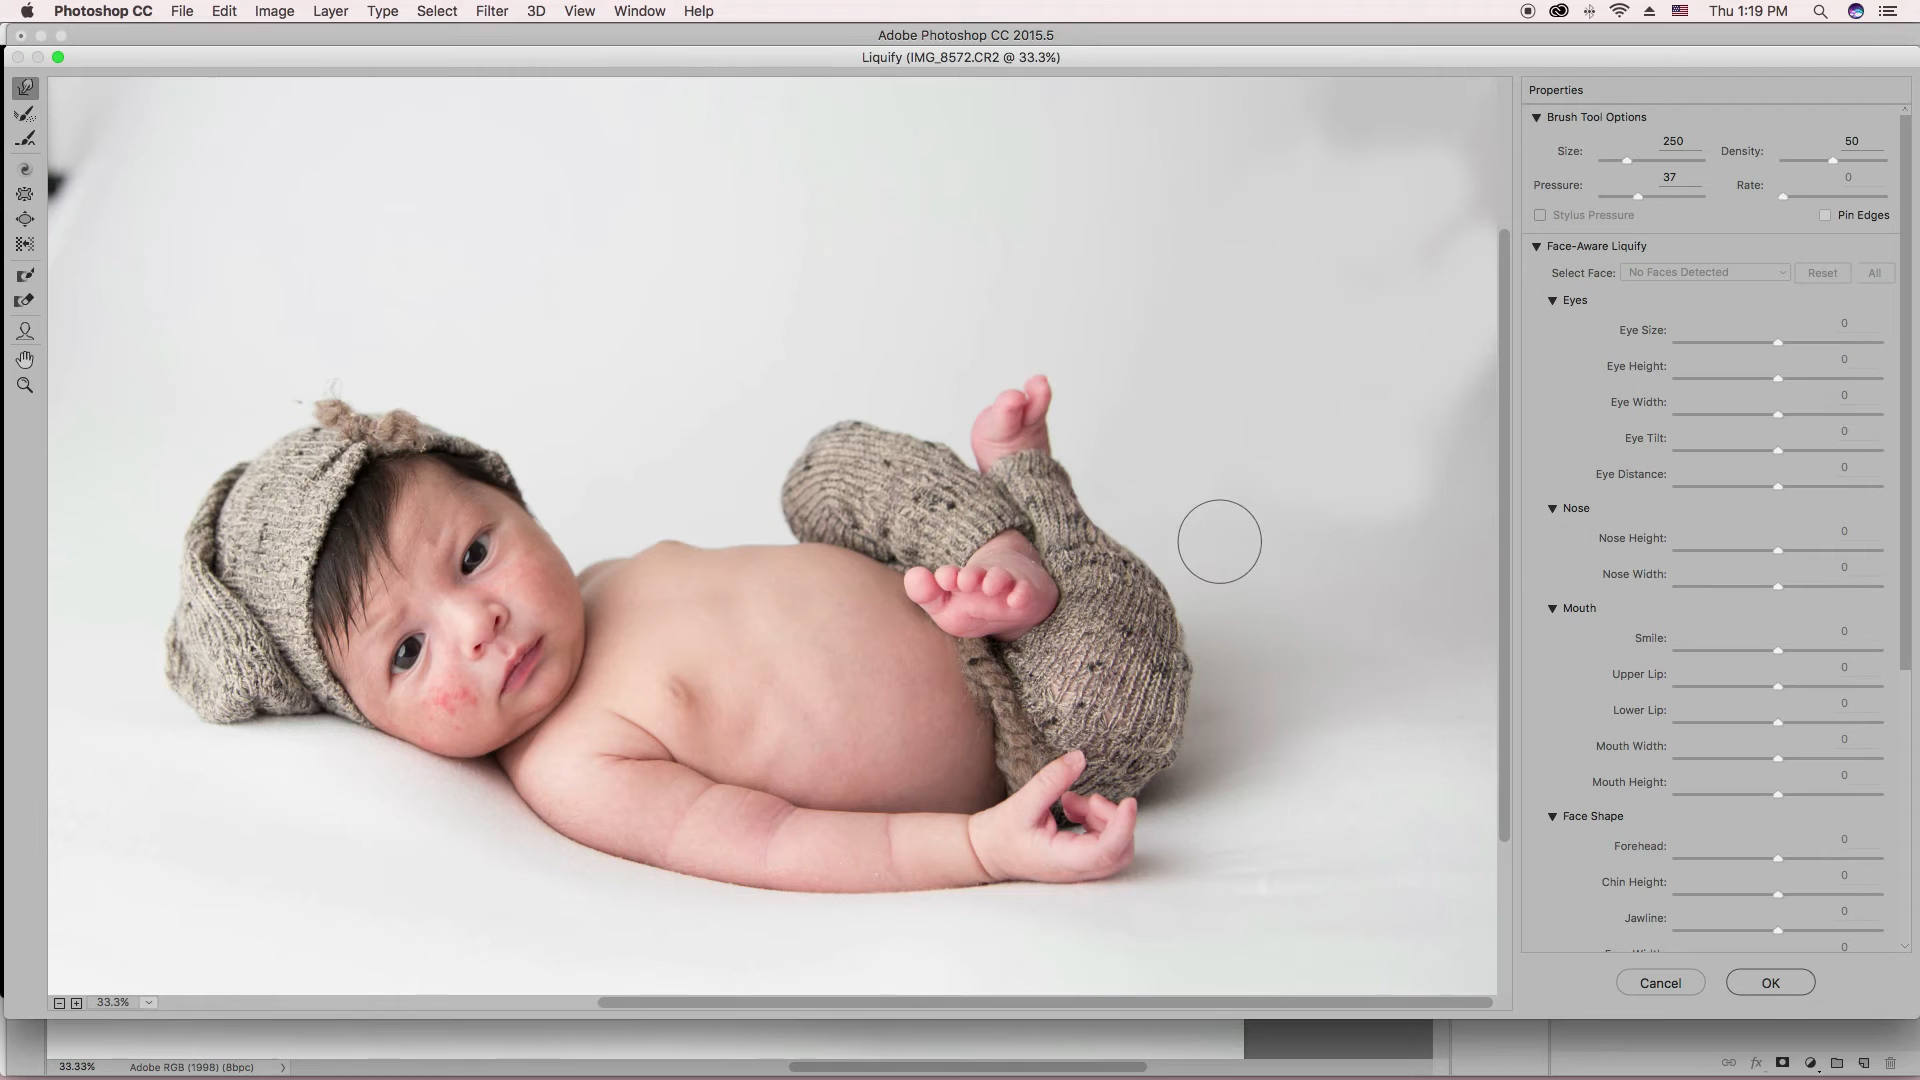 Photoshop CC File Edit Image Layer Type Select Filter 3D View Window Help Thu 1:19 PM
Adobe Photoshop CC 2015.5
Liquify (IMG_8572.CR2 @ 33.3%)
Properties
Brush Tool Options
Size: 250 Density: 50
Pressure: 37 Rate: 0
Stylus Pressure Pin Edges
Face-Aware Liquify
Select Face: No Faces Detected Reset All
Eyes
Eye Size: 0
Eye Height: 0
Eye Width: 0
Eye Tilt: 0
Eye Distance: 0
Nose
Nose Height: 0
Nose Width: 0
Mouth
Smile: 0
Upper Lip: 0
Lower Lip: 0
Mouth Width: 0
Mouth Height: 0
Face Shape
Forehead: 0
Chin Height: 0
Jawline: 0
0
Cancel OK
33.3%
33.33% Adobe RGB (1998) (8bpc)
fx